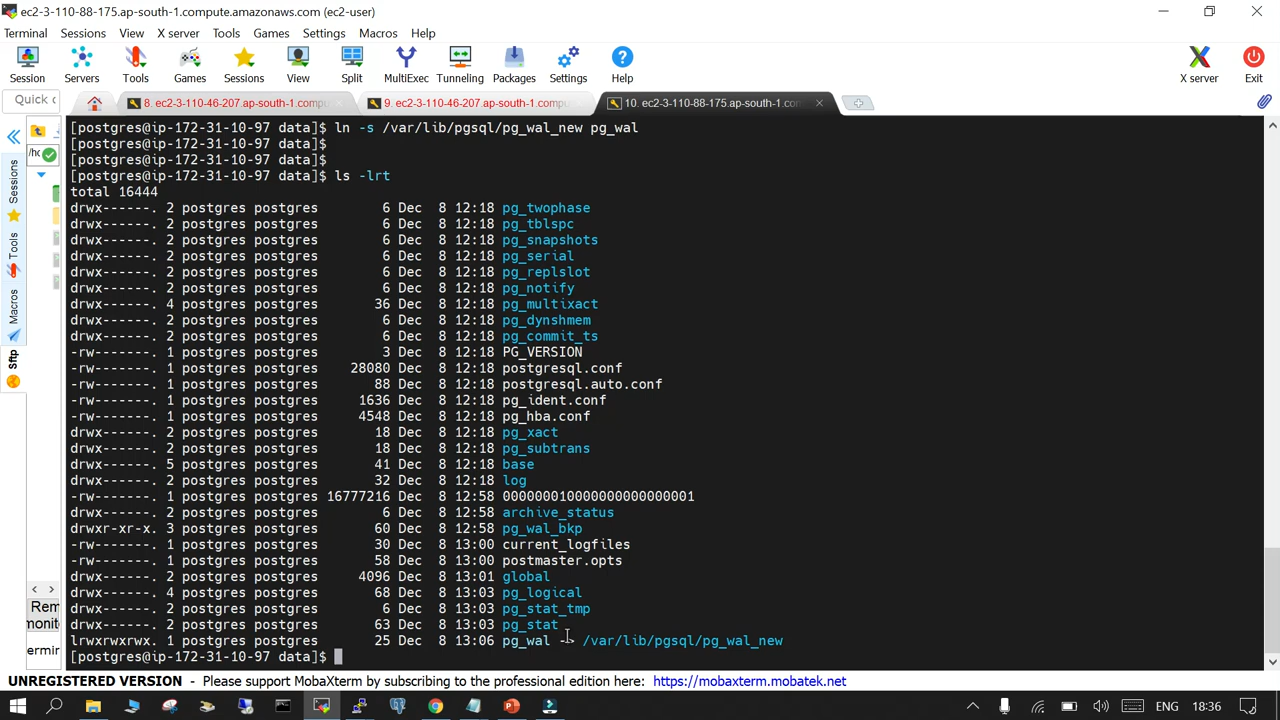 ec2-3-110-88-175.ap-south-1.compute.amazonaws.com (ec2-user)
Terminal Sessions View X server Tools Games Settings Macros Help
Session Servers Tools Games Sessions View Split MultiExec Tunneling Packages Settings Help X server Exit
Quick c 8. ec2-3-110-46-207.ap-south-1.compu 9. ec2-3-110-46-207.ap-south-1.compu 10. ec2-3-110-88-175.ap-south-1.com
/hc
Sessions
Tools
Macros
Sftp
Rem
monit
ermin
[postgres@ip-172-31-10-97 data]$ ln -s /var/lib/pgsql/pg_wal_new pg_wal
[postgres@ip-172-31-10-97 data]$
[postgres@ip-172-31-10-97 data]$
[postgres@ip-172-31-10-97 data]$ ls -lrt
total 16444
drwx------. 2 postgres postgres 6 Dec 8 12:18 pg_twophase
drwx------. 2 postgres postgres 6 Dec 8 12:18 pg_tblspc
drwx------. 2 postgres postgres 6 Dec 8 12:18 pg_snapshots
drwx------. 2 postgres postgres 6 Dec 8 12:18 pg_serial
drwx------. 2 postgres postgres 6 Dec 8 12:18 pg_replslot
drwx------. 2 postgres postgres 6 Dec 8 12:18 pg_notify
drwx------. 4 postgres postgres 36 Dec 8 12:18 pg_multixact
drwx------. 2 postgres postgres 6 Dec 8 12:18 pg_dynshmem
drwx------. 2 postgres postgres 6 Dec 8 12:18 pg_commit_ts
-rw-------. 1 postgres postgres 3 Dec 8 12:18 PG_VERSION
-rw-------. 1 postgres postgres 28080 Dec 8 12:18 postgresql.conf
-rw-------. 1 postgres postgres 88 Dec 8 12:18 postgresql.auto.conf
-rw-------. 1 postgres postgres 1636 Dec 8 12:18 pg_ident.conf
-rw-------. 1 postgres postgres 4548 Dec 8 12:18 pg_hba.conf
drwx------. 2 postgres postgres 18 Dec 8 12:18 pg_xact
drwx------. 2 postgres postgres 18 Dec 8 12:18 pg_subtrans
drwx------. 5 postgres postgres 41 Dec 8 12:18 base
drwx------. 2 postgres postgres 32 Dec 8 12:18 log
-rw-------. 1 postgres postgres 16777216 Dec 8 12:58 000000010000000000000001
drwx------. 2 postgres postgres 6 Dec 8 12:58 archive_status
drwxr-xr-x. 3 postgres postgres 60 Dec 8 12:58 pg_wal_bkp
-rw-------. 1 postgres postgres 30 Dec 8 13:00 current_logfiles
-rw-------. 1 postgres postgres 58 Dec 8 13:00 postmaster.opts
drwx------. 2 postgres postgres 4096 Dec 8 13:01 global
drwx------. 4 postgres postgres 68 Dec 8 13:03 pg_logical
drwx------. 2 postgres postgres 6 Dec 8 13:03 pg_stat_tmp
drwx------. 2 postgres postgres 63 Dec 8 13:03 pg_stat
lrwxrwxrwx. 1 postgres postgres 25 Dec 8 13:06 pg_wal -> /var/lib/pgsql/pg_wal_new
[postgres@ip-172-31-10-97 data]$
UNREGISTERED VERSION - Please support MobaXterm by subscribing to the professional edition here: https://mobaxterm.mobatek.net
ENG 18:36